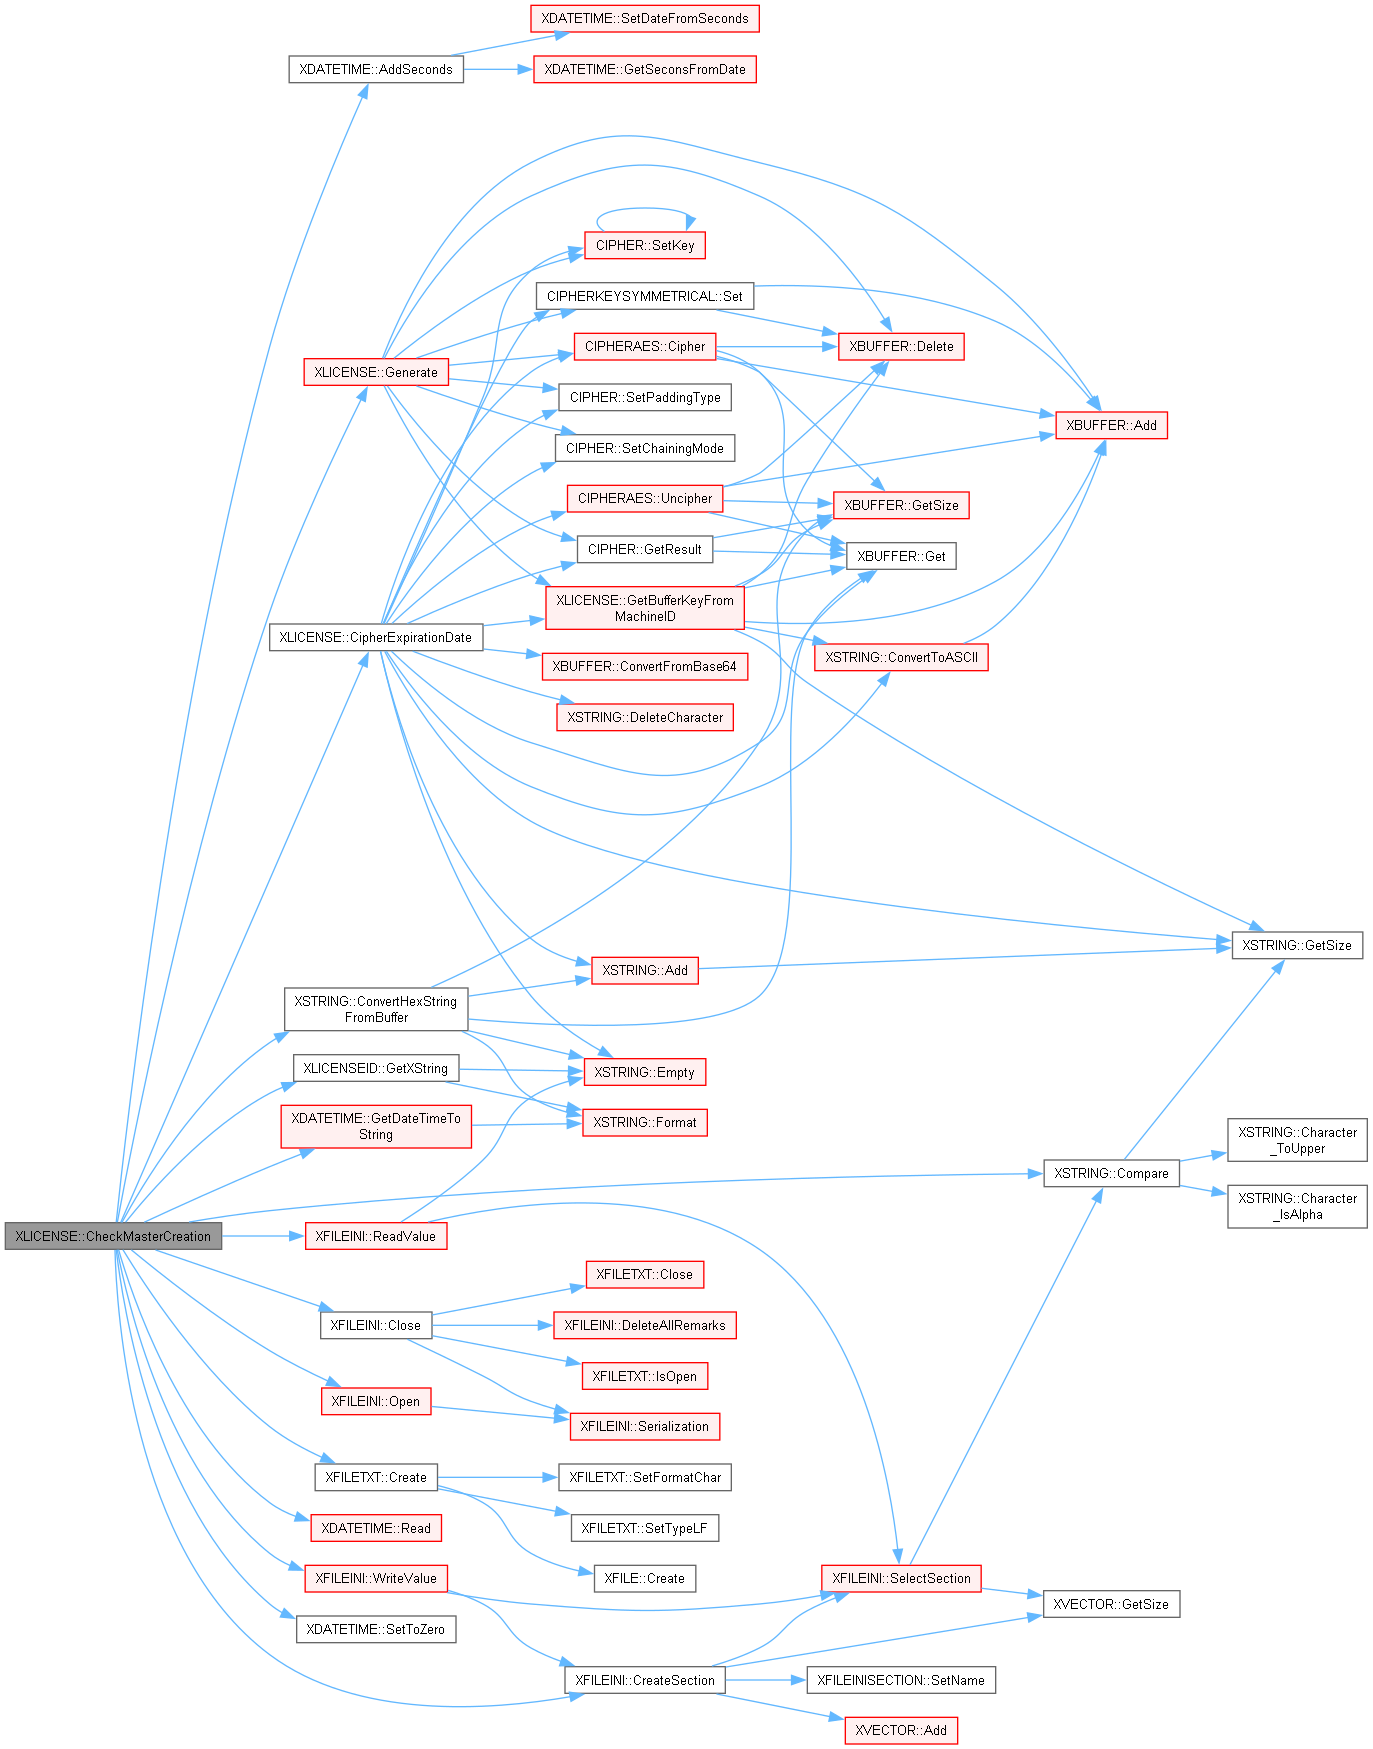 XDATETIME::SetDateFromSeconds
XDATETIME::AddSeconds
XDATETIME::GetSeconsFromDate
CIPHER::SetKey
CIPHERKEYSYMMETRICAL::Set
CIPHERAES::Cipher
XBUFFER::Delete
XLICENSE::Generate
CIPHER::SetPaddingType
XBUFFER::Add
CIPHER::SetChainingMode
CIPHERAES::Uncipher
XBUFFER::GetSize
CIPHER::GetResult
XBUFFER::Get
XLICENSE::GetBufferKeyFrom
MachineID
XLICENSE::CipherExpirationDate
XSTRING::ConvertToASCII
XBUFFER::ConvertFromBase64
XSTRING::DeleteCharacter
XSTRING::GetSize
XSTRING::Add
XSTRING::ConvertHexString
FromBuffer
XLICENSEID::GetXString
XSTRING::Empty
XDATETIME::GetDateTimeTo
String
XSTRING::Format
XSTRING::Character
_ToUpper
XSTRING::Compare
XSTRING::Character
_IsAlpha
XLICENSE::CheckMasterCreation
XFILEINI::ReadValue
XFILETXT::Close
XFILEINI::Close
XFILEINI::DeleteAllRemarks
XFILETXT::IsOpen
XFILEINI::Open
XFILEINI::Serialization
XFILETXT::Create
XFILETXT::SetFormatChar
XDATETIME::Read
XFILETXT::SetTypeLF
XFILEINI::WriteValue
XFILE::Create
XFILEINI::SelectSection
XVECTOR::GetSize
XDATETIME::SetToZero
XFILEINI::CreateSection
XFILEINISECTION::SetName
XVECTOR::Add